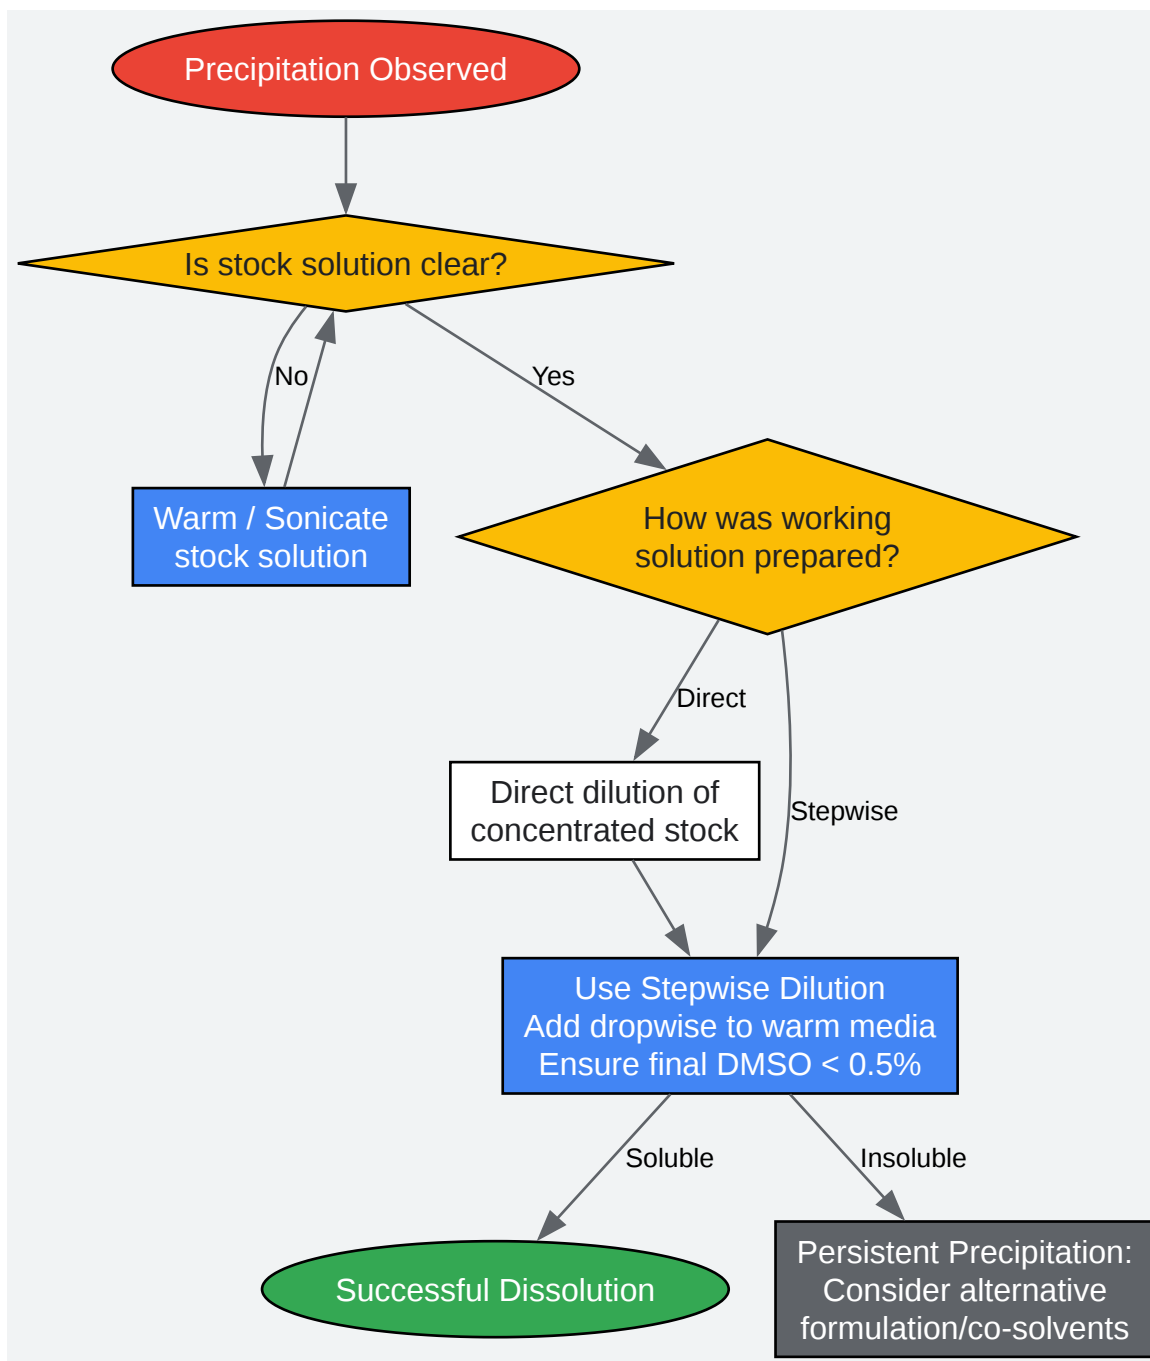 Precipitation Observed
Is stock solution clear?
No
Yes
Warm / Sonicate
stock solution
How was working
solution prepared?
Direct
Direct dilution of
concentrated stock
Stepwise
Use Stepwise Dilution
Add dropwise to warm media
Ensure final DMSO < 0.5%
Soluble
Insoluble
Successful Dissolution
Persistent Precipitation:
Consider alternative
formulation/co-solvents